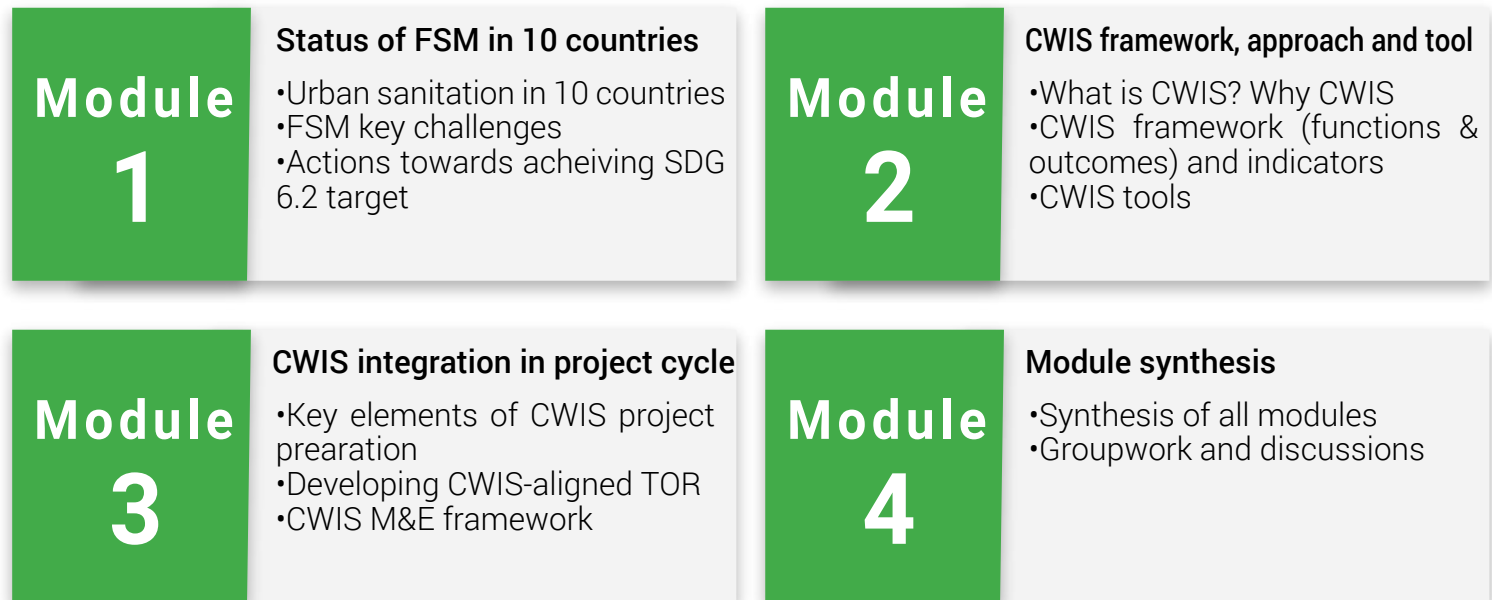 Module
1
Status of FSM in 10 countries
•Urban sanitation in 10 countries
•FSM key challenges
•Actions towards acheiving SDG
6.2 target
Module
2
CWIS framework, approach and tool
•What is CWIS? Why CWIS
•CWIS framework (functions &
outcomes) and indicators
•CWIS tools
Module
3
CWIS integration in project cycle
•Key elements of CWIS project
prearation
•Developing CWIS-aligned TOR
•CWIS M&E framework
Module
4
Module synthesis
•Synthesis of all modules
•Groupwork and discussions